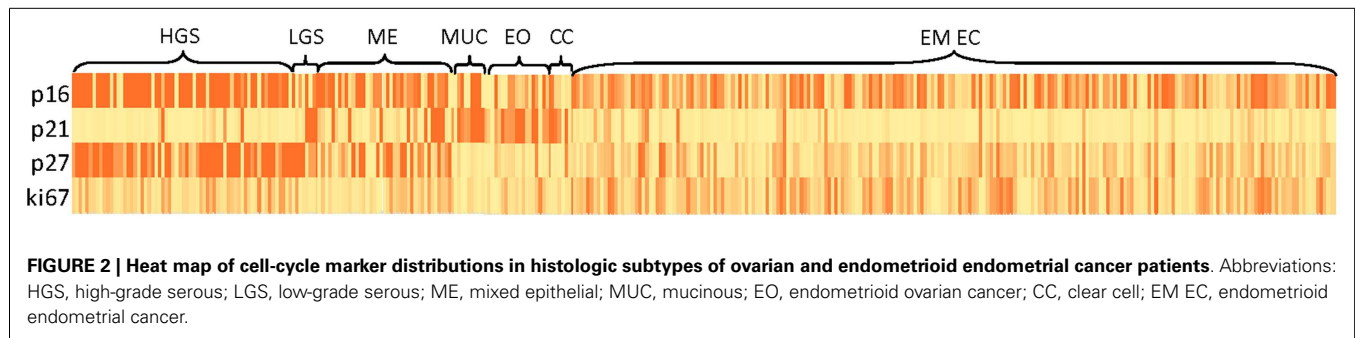 HGS LGS ME MUC EO CC EM EC
p16
p21
p27
ki67
FIGURE 2 | Heat map of cell-cycle marker distributions in histologic subtypes of ovarian and endometrioid endometrial cancer patients. Abbreviations:
HGS, high-grade serous; LGS, low-grade serous; ME, mixed epithelial; MUC, mucinous; EO, endometrioid ovarian cancer; CC, clear cell; EM EC, endometrioid
endometrial cancer.